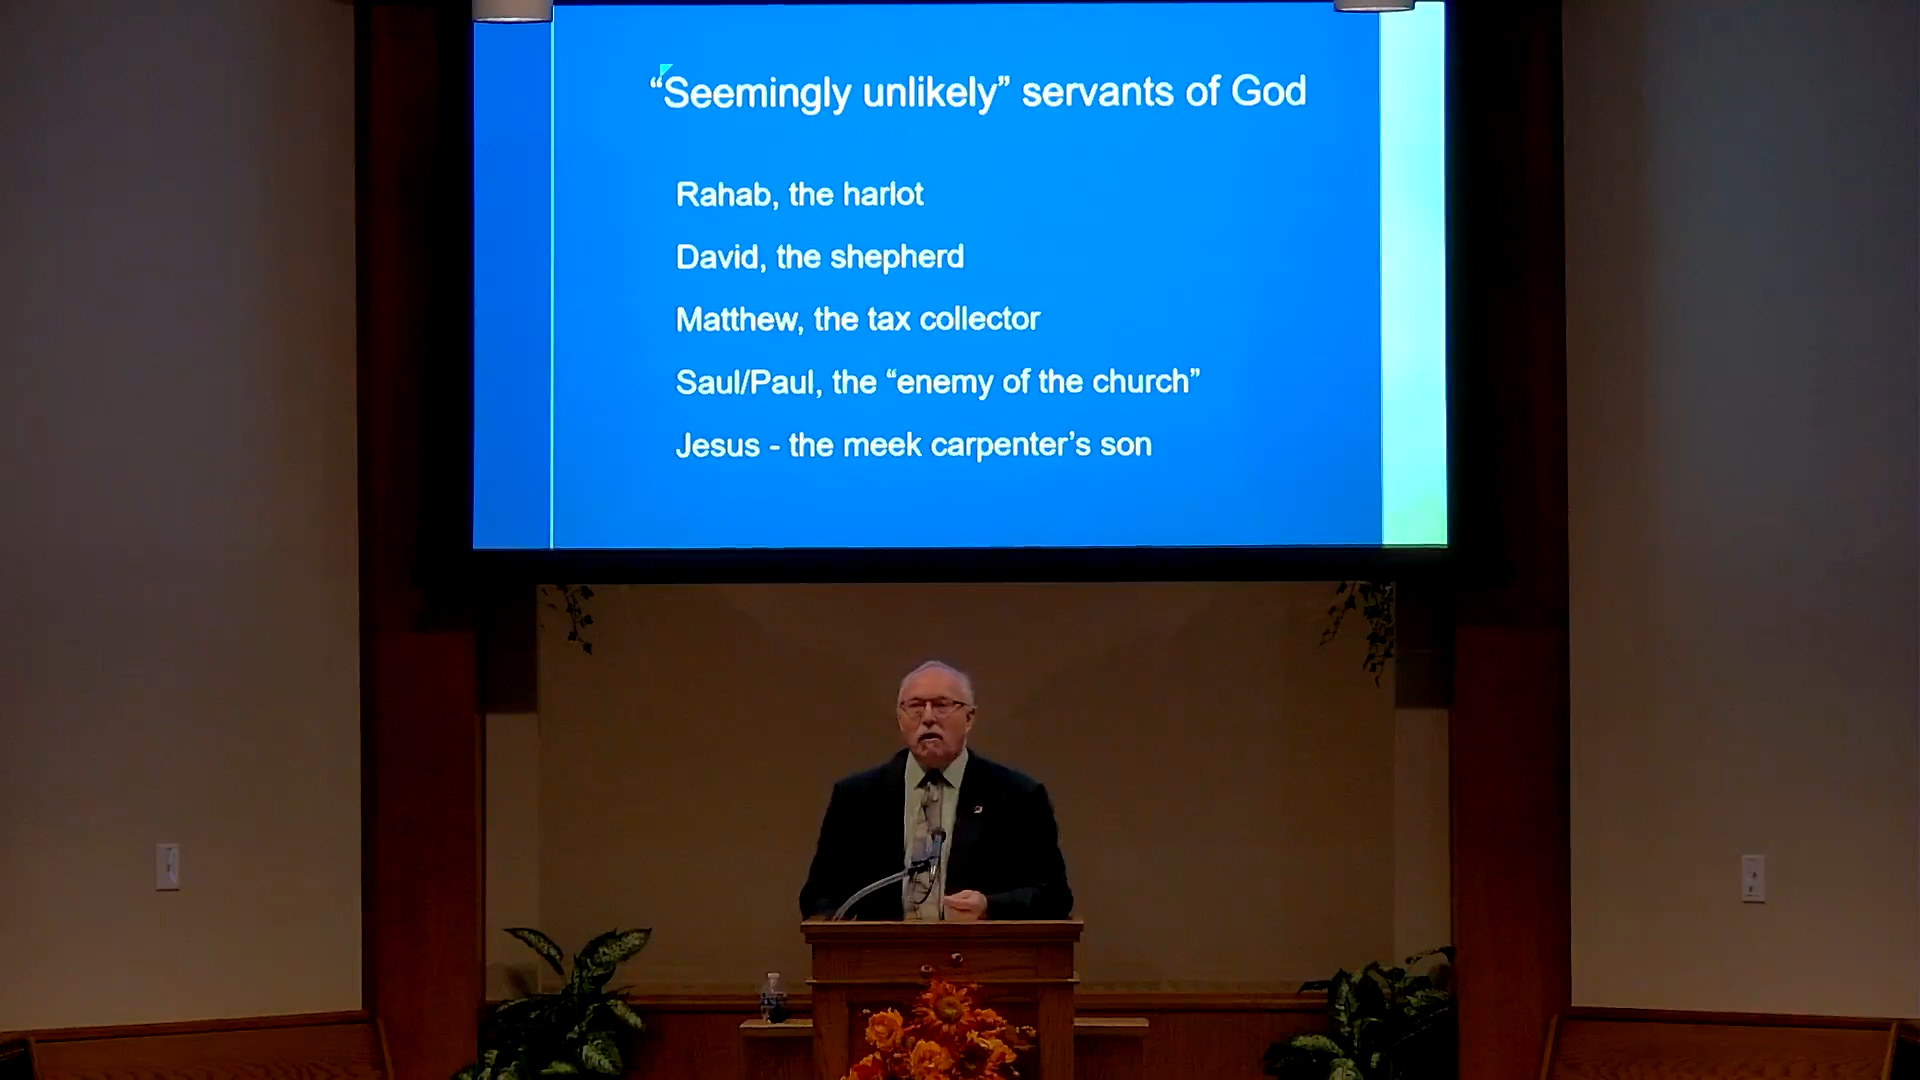 “Seemingly unlikely” servants of God
Rahab, the harlot
David, the shepherd
Matthew, the tax collector
Saul/Paul, the “enemy of the church”
Jesus - the meek carpenter’s son